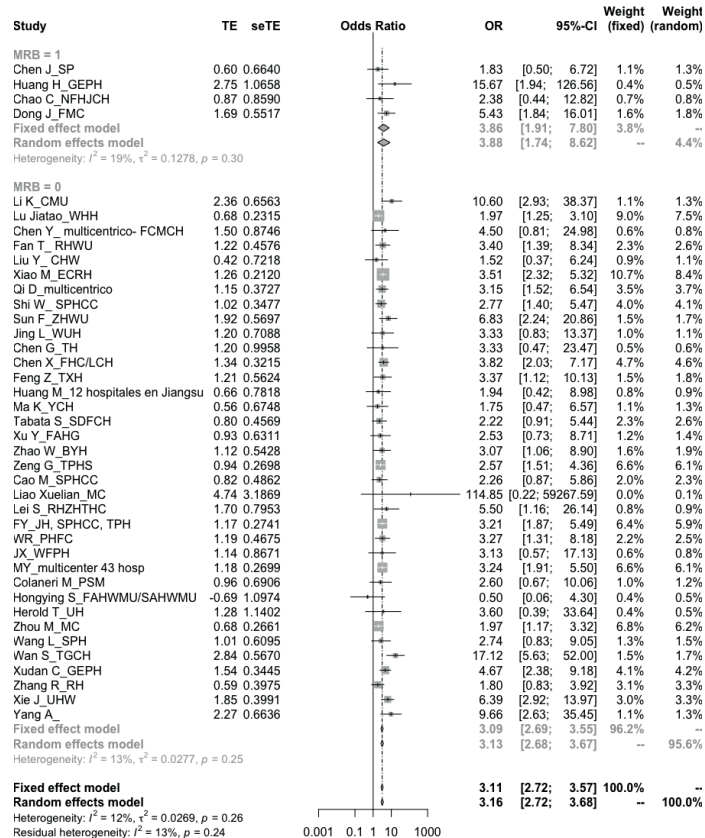 Study TE seTE Odds Ratio OR 95%-CI Weight (fixed) Weight (random)
MRB = 1
Chen J_SP 0.60 0.6640 1.83 [0.50; 6.72] 1.1% 1.3%
Huang H_GEPH 2.75 1.0658 15.67 [1.94; 126.56] 0.4% 0.5%
Chao C_NFHJCH 0.87 0.8590 2.38 [0.44; 12.82] 0.7% 0.8%
Dong J_FMC 1.69 0.5517 5.43 [1.84; 16.01] 1.6% 1.8%
Fixed effect model 3.86 [1.91; 7.80] 3.8% --
Random effects model 3.88 [1.74; 8.62] -- 4.4%
Heterogeneity: I² = 19%, τ² = 0.1278, p = 0.30
MRB = 0
Li K_CMU 2.36 0.6563 10.60 [2.93; 38.37] 1.1% 1.3%
Lu Jiatao_WHH 0.68 0.2315 1.97 [1.25; 3.10] 9.0% 7.5%
Chen Y_ multicentrico- FCMCH 1.50 0.8746 4.50 [0.81; 24.98] 0.6% 0.8%
Fan T_RHWU 1.22 0.4576 3.40 [1.39; 8.34] 2.3% 2.6%
Liu Y_ CHW 0.42 0.7218 1.52 [0.37; 6.24] 0.9% 1.1%
Xiao M_ECRH 1.26 0.2120 3.51 [2.32; 5.32] 10.7% 8.4%
Qi D_multicentrico 1.15 0.3727 3.15 [1.52; 6.54] 3.5% 3.7%
Shi W_ SPHCC 1.02 0.3477 2.77 [1.40; 5.47] 4.0% 4.1%
Sun F_ZHWU 1.92 0.5697 6.83 [2.24; 20.86] 1.5% 1.7%
Jing L_WUH 1.20 0.7088 3.33 [0.83; 13.37] 1.0% 1.1%
Chen G_TH 1.20 0.9958 3.33 [0.47; 23.47] 0.5% 0.6%
Chen X_FHC/LCH 1.34 0.3215 3.82 [2.03; 7.17] 4.7% 4.6%
Feng Z_TXH 1.21 0.5624 3.37 [1.12; 10.13] 1.5% 1.8%
Huang M_12 hospitales en Jiangsu 0.66 0.7818 1.94 [0.42; 8.98] 0.8% 0.9%
Ma K_YCH 0.56 0.6748 1.75 [0.47; 6.57] 1.1% 1.3%
Tabata S_SDFCH 0.80 0.4569 2.22 [0.91; 5.44] 2.3% 2.6%
Xu Y_FAHG 0.93 0.6311 2.53 [0.73; 8.71] 1.2% 1.4%
Zhao W_BYH 1.12 0.5428 3.07 [1.06; 8.90] 1.6% 1.9%
Zeng G_TPHS 0.94 0.2698 2.57 [1.51; 4.36] 6.6% 6.1%
Cao M_SPHCC 0.82 0.4862 2.26 [0.87; 5.86] 2.0% 2.3%
Liao Xuelian_MC 4.74 3.1869 114.85 [0.22; 59267.59] 0.0% 0.1%
Lei S_RHZHTHC 1.70 0.7953 5.50 [1.16; 26.14] 0.8% 0.9%
FY_JH, SPHCC, TPH 1.17 0.2741 3.21 [1.87; 5.49] 6.4% 5.9%
WR_PHFC 1.19 0.4675 3.27 [1.31; 8.18] 2.2% 2.5%
JX_WFPH 1.14 0.8671 3.13 [0.57; 17.13] 0.6% 0.8%
MY_multicenter 43 hosp 1.18 0.2699 3.24 [1.91; 5.50] 6.6% 6.1%
Colaneri M_PSM 0.96 0.6906 2.60 [0.67; 10.06] 1.0% 1.2%
Hongying S_FAHWMU/SAHWMU -0.69 1.0974 0.50 [0.06; 4.30] 0.4% 0.5%
Herold T_UH 1.28 1.1402 3.60 [0.39; 33.64] 0.4% 0.5%
Zhou M_MC 0.68 0.2661 1.97 [1.17; 3.32] 6.8% 6.2%
Wang L_SPH 1.01 0.6095 2.74 [0.83; 9.05] 1.3% 1.5%
Wan S_TGCH 2.84 0.5670 17.12 [5.63; 52.00] 1.5% 1.7%
Xudan C_GEPH 1.54 0.3445 4.67 [2.38; 9.18] 4.1% 4.2%
Zhang R_RH 0.59 0.3975 1.80 [0.83; 3.92] 3.1% 3.3%
Xie J_UHW 1.85 0.3991 6.39 [2.92; 13.97] 3.0% 3.3%
Yang A_ 2.27 0.6636 9.66 [2.63; 35.45] 1.1% 1.3%
Fixed effect model 3.09 [2.69; 3.55] 96.2% --
Random effects model 3.13 [2.68; 3.67] -- 95.6%
Heterogeneity: I² = 13%, τ² = 0.0277, p = 0.25
Fixed effect model 3.11 [2.72; 3.57] 100.0% --
Random effects model 3.16 [2.72; 3.68] -- 100.0%
Heterogeneity: I² = 12%, τ² = 0.0269, p = 0.26
Residual heterogeneity: I² = 13%, p = 0.24
0.001 0.1 1 10 1000